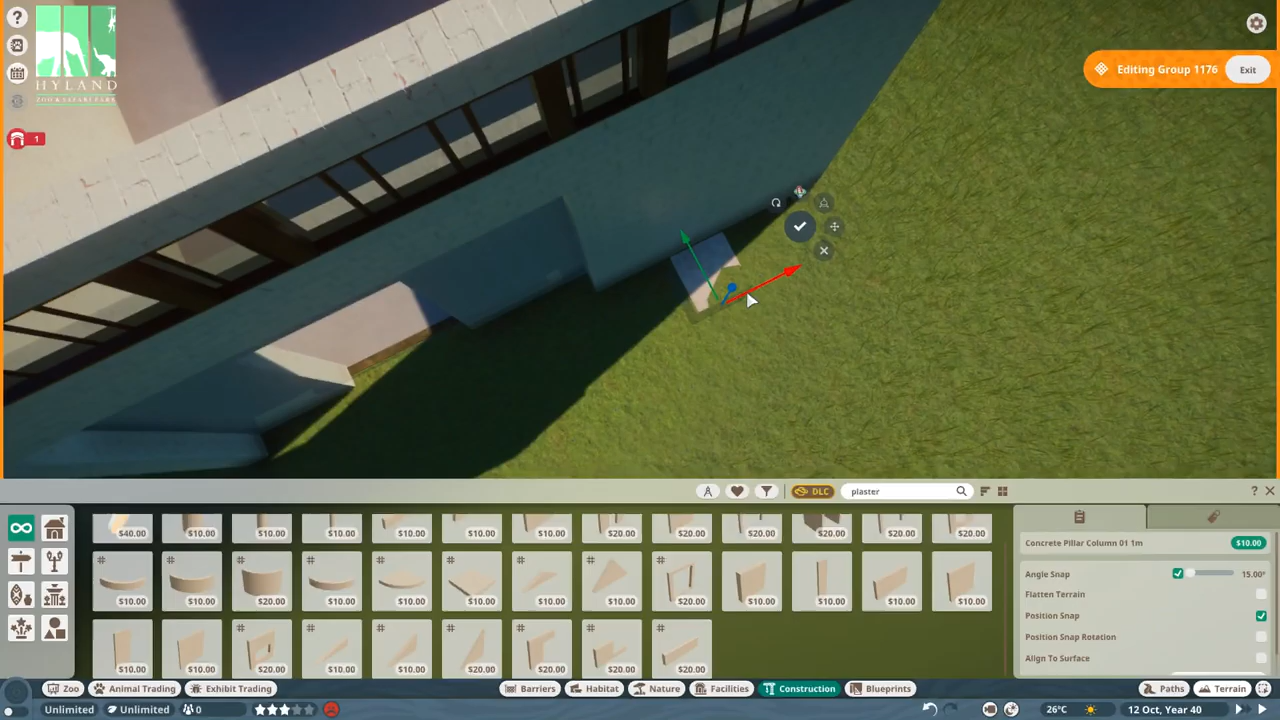 ?
HYLAND
ZOO & SAFARI PARK
1
Editing Group 1176
Exit
DLC
plaster
?
$40.00 $10.00 $10.00 $10.00 $10.00 $10.00 $10.00 $20.00 $20.00 $20.00 $20.00 $20.00 $20.00
$10.00 $10.00 $20.00 $10.00 $10.00 $10.00 $10.00 $10.00 $20.00 $10.00 $10.00 $10.00 $10.00
$10.00 $10.00 $20.00 $10.00 $10.00 $20.00 $20.00 $20.00 $20.00
Concrete Pillar Column 01 1m
$10.00
Angle Snap
15.00°
Flatten Terrain
Position Snap
Position Snap Rotation
Align To Surface
Zoo
Animal Trading
Exhibit Trading
Barriers
Habitat
Nature
Facilities
Construction
Blueprints
Paths
Terrain
Unlimited
Unlimited
0
26°C
12 Oct, Year 40